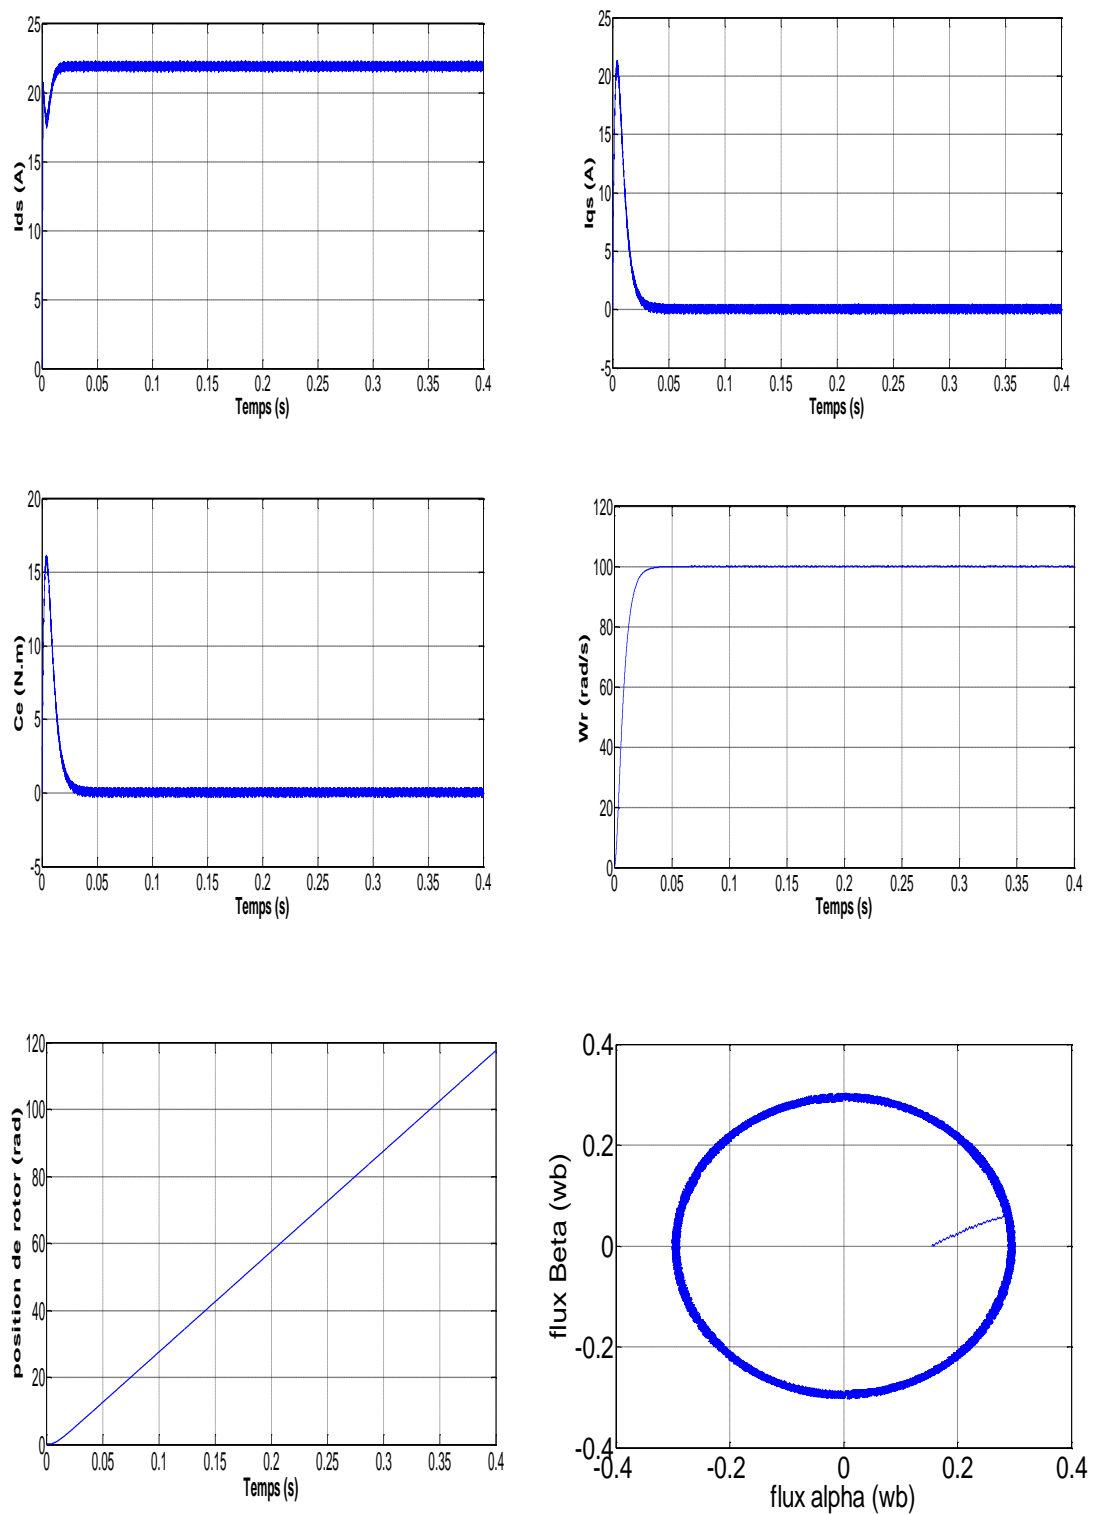 25
20
15
10
5
0
Ids (A)
0 0.05 0.1 0.15 0.2 0.25 0.3 0.35 0.4
Temps (s)
25
20
15
10
5
0
-5
Iqs (A)
0 0.05 0.1 0.15 0.2 0.25 0.3 0.35 0.4
Temps (s)
20
15
10
5
0
-5
Ce (N.m)
0 0.05 0.1 0.15 0.2 0.25 0.3 0.35 0.4
Temps (s)
120
100
80
60
40
20
0
Wr (rad/s)
0 0.05 0.1 0.15 0.2 0.25 0.3 0.35 0.4
Temps (s)
120
100
80
60
40
20
0
position de rotor (rad)
0 0.05 0.1 0.15 0.2 0.25 0.3 0.35 0.4
Temps (s)
0.4
0.2
0
-0.2
-0.4
flux Beta (wb)
-0.4 -0.2 0 0.2 0.4
flux alpha (wb)